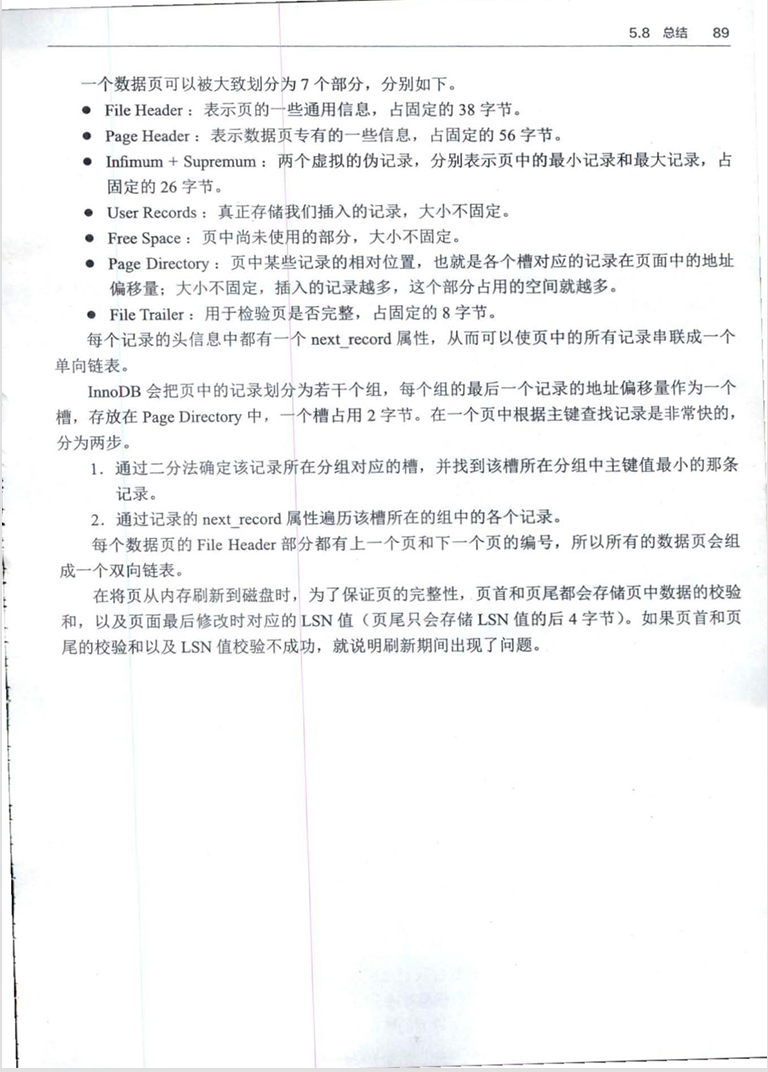 5.8 总结 89
一个数据页可以被大致划分为 7 个部分，分别如下。
● File Header：表示页的一些通用信息，占固定的 38 字节。
● Page Header：表示数据页专有的一些信息，占固定的 56 字节。
● Infimum + Supremum：两个虚拟的伪记录，分别表示页中的最小记录和最大记录，占
固定的 26 字节。
● User Records：真正存储我们插入的记录，大小不固定。
● Free Space：页中尚未使用的部分，大小不固定。
● Page Directory：页中某些记录的相对位置，也就是各个槽对应的记录在页面中的地址
偏移量；大小不固定，插入的记录越多，这个部分占用的空间就越多。
● File Trailer：用于检验页是否完整，占固定的 8 字节。
每个记录的头信息中都有一个 next_record 属性，从而可以使页中的所有记录串联成一个
单向链表。
InnoDB 会把页中的记录划分为若干个组，每个组的最后一个记录的地址偏移量作为一个
槽，存放在 Page Directory 中，一个槽占用 2 字节。在一个页中根据主键查找记录是非常快的，
分为两步。
1．通过二分法确定该记录所在分组对应的槽，并找到该槽所在分组中主键值最小的那条
记录。
2．通过记录的 next_record 属性遍历该槽所在的组中的各个记录。
每个数据页的 File Header 部分都有上一个页和下一个页的编号，所以所有的数据页会组
成一个双向链表。
在将页从内存刷新到磁盘时，为了保证页的完整性，页首和页尾都会存储页中数据的校验
和，以及页面最后修改时对应的 LSN 值（页尾只会存储 LSN 值的后 4 字节）。如果页首和页
尾的校验和以及 LSN 值校验不成功，就说明刷新期间出现了问题。